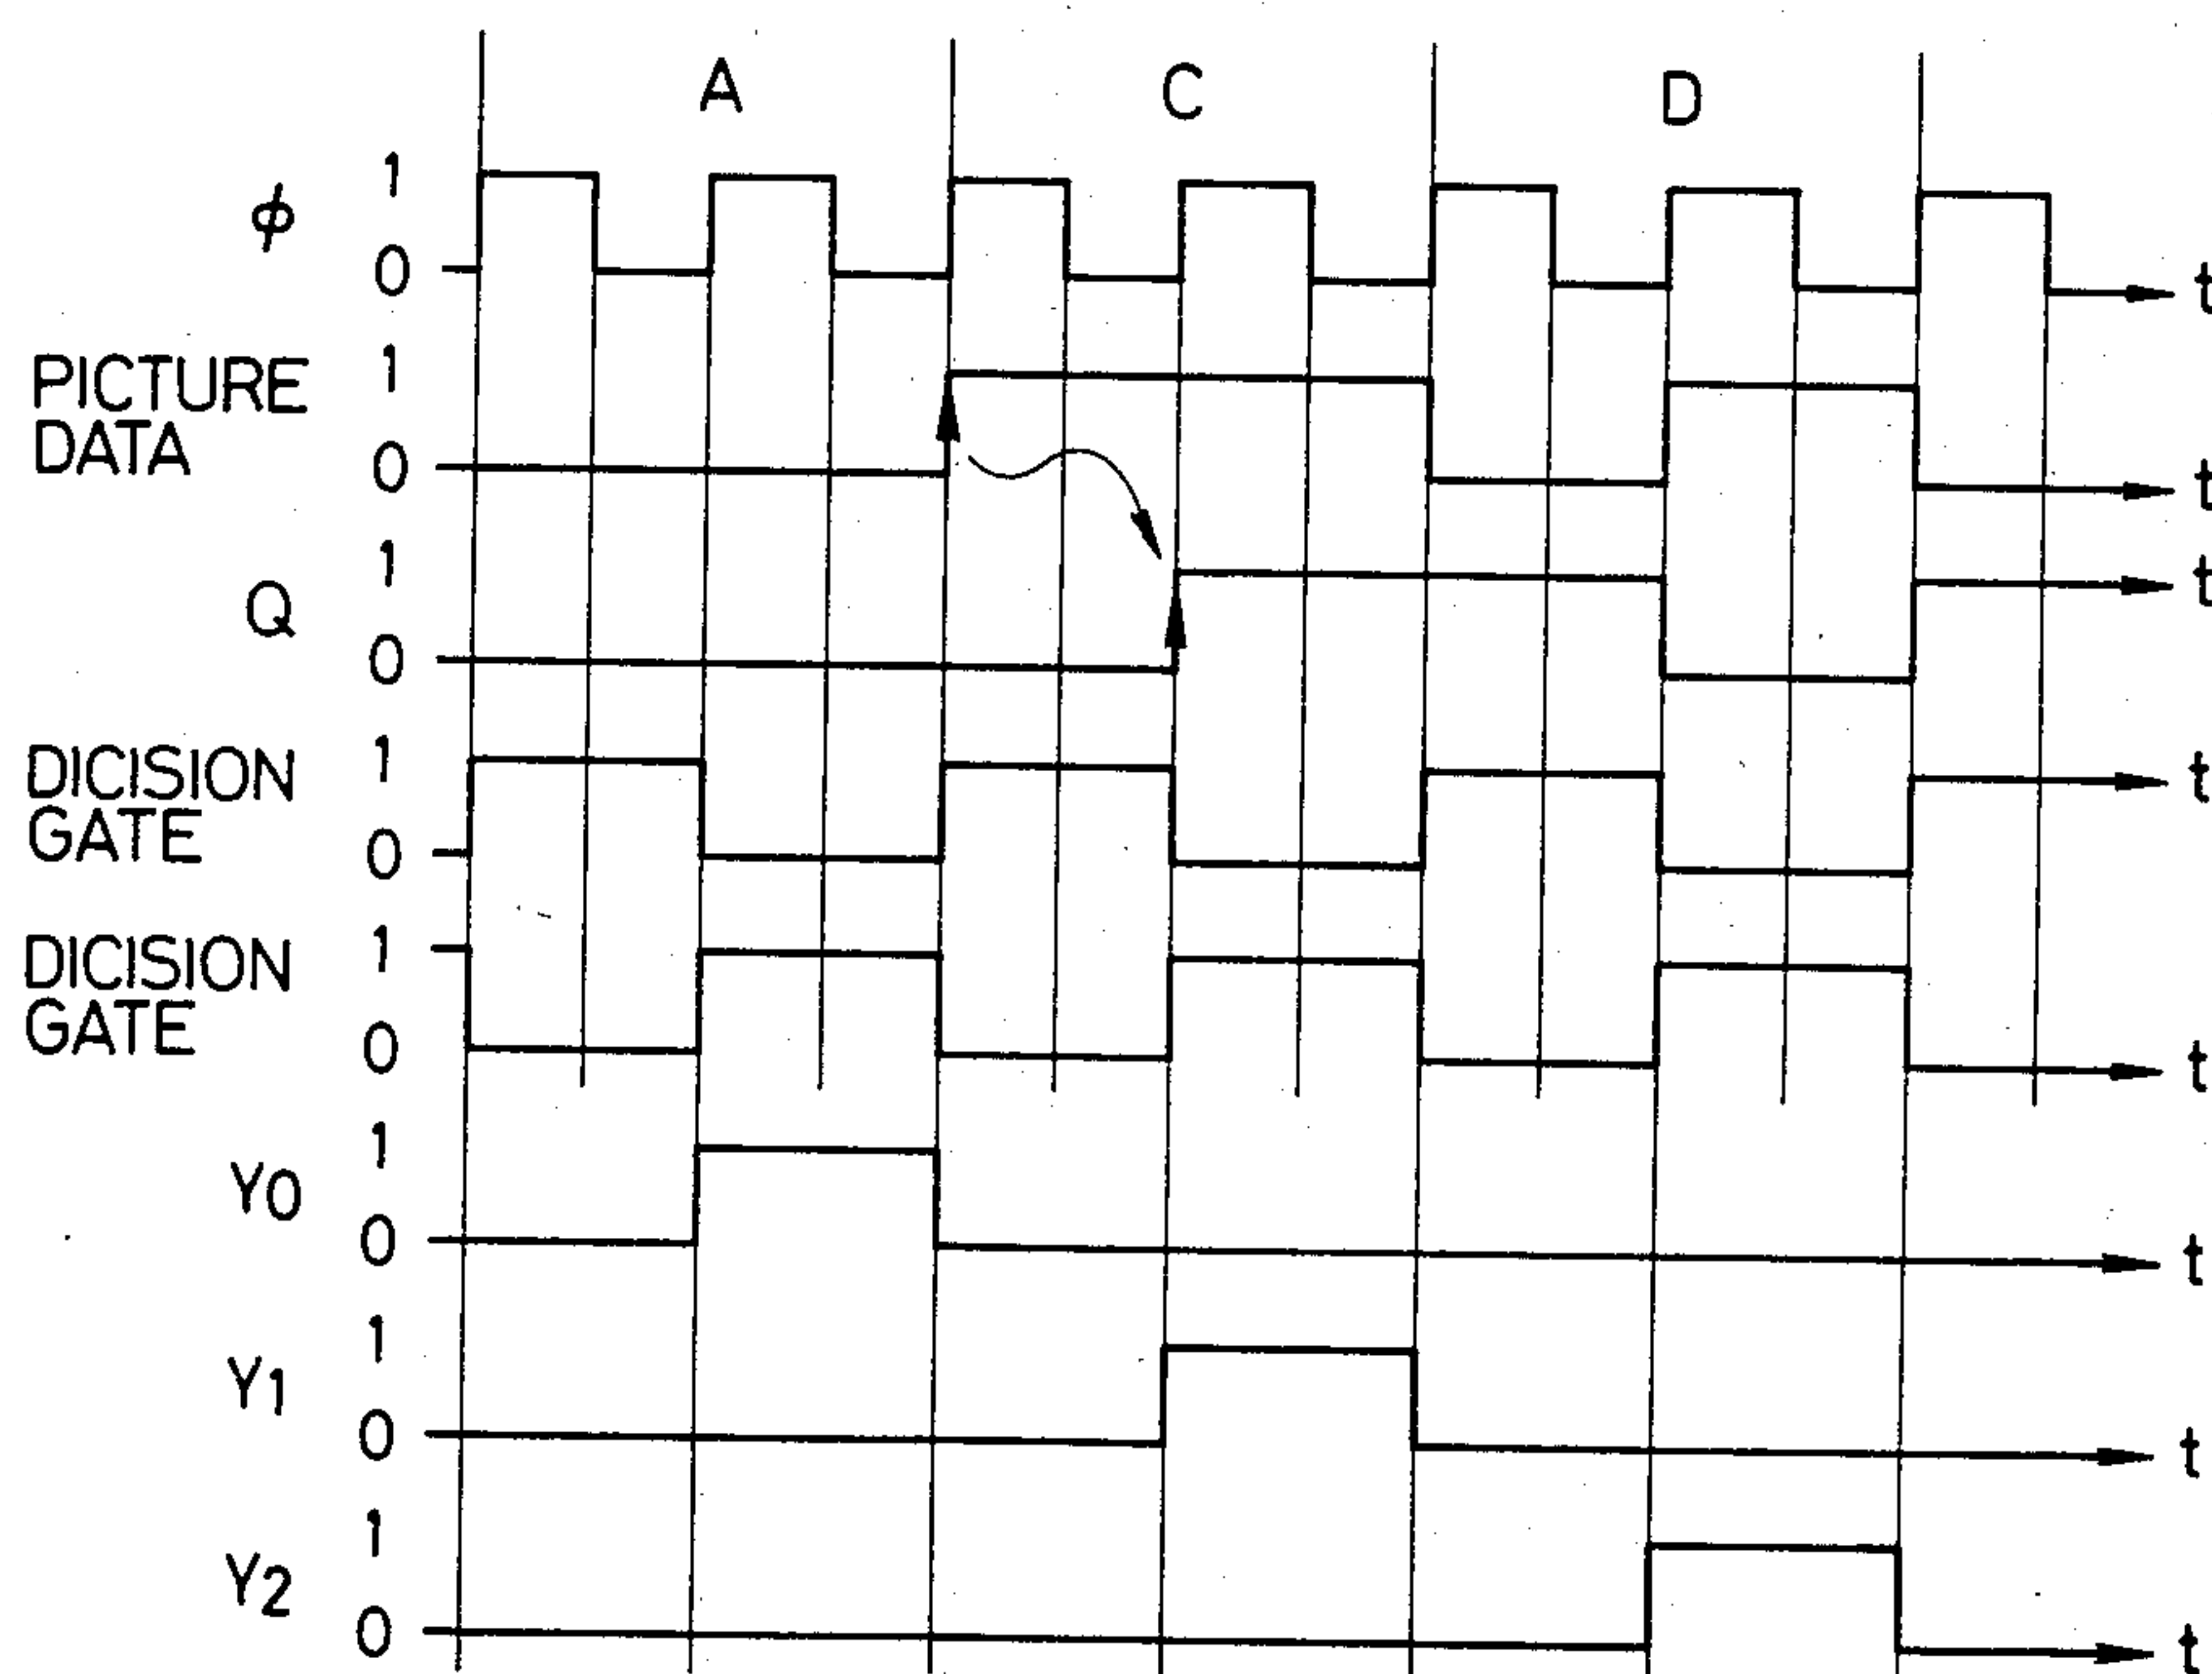 A C D
1
ϕ
0 t
PICTURE 1
DATA
0 t
1 t
Q
0
DICISION 1 t
GATE 0
DICISION 1
GATE 0 t
1
Y0
0 t
1
Y1
0 t
1
Y2
0 t